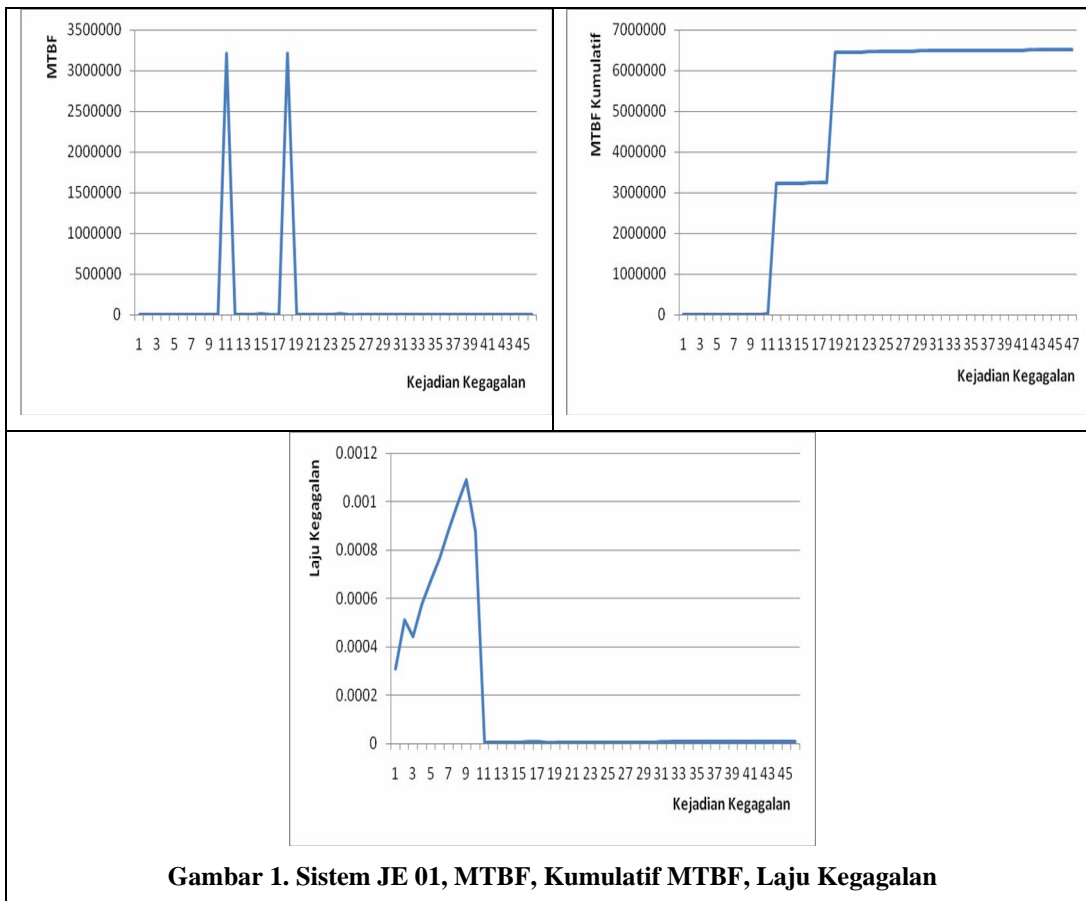 MTBF
3500000
3000000
2500000
2000000
1500000
1000000
500000
0
1 3 5 7 9 11 13 15 17 19 21 23 25 27 29 31 33 35 37 39 41 43 45
Kejadian Kegagalan
MTBF Kumulatif
7000000
6000000
5000000
4000000
3000000
2000000
1000000
0
1 3 5 7 9 11 13 15 17 19 21 23 25 27 29 31 33 35 37 39 41 43 45 47
Kejadian Kegagalan
Laju Kegagalan
0.0012
0.001
0.0008
0.0006
0.0004
0.0002
0
1 3 5 7 9 11 13 15 17 19 21 23 25 27 29 31 33 35 37 39 41 43 45
Kejadian Kegagalan
Gambar 1. Sistem JE 01, MTBF, Kumulatif MTBF, Laju Kegagalan